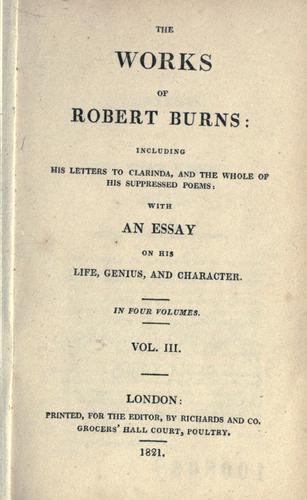 THE
WORKS
OF
ROBERT BURNS:
INCLUDING
HIS LETTERS TO CLARINDA, AND THE WHOLE OF
HIS SUPPRESSED POEMS:
WITH
AN ESSAY
ON HIS
LIFE, GENIUS, AND CHARACTER.
IN FOUR VOLUMES.
VOL. III.
LONDON:
PRINTED, FOR THE EDITOR, BY RICHARDS AND CO.
GROCERS' HALL COURT, POULTRY.
1821.